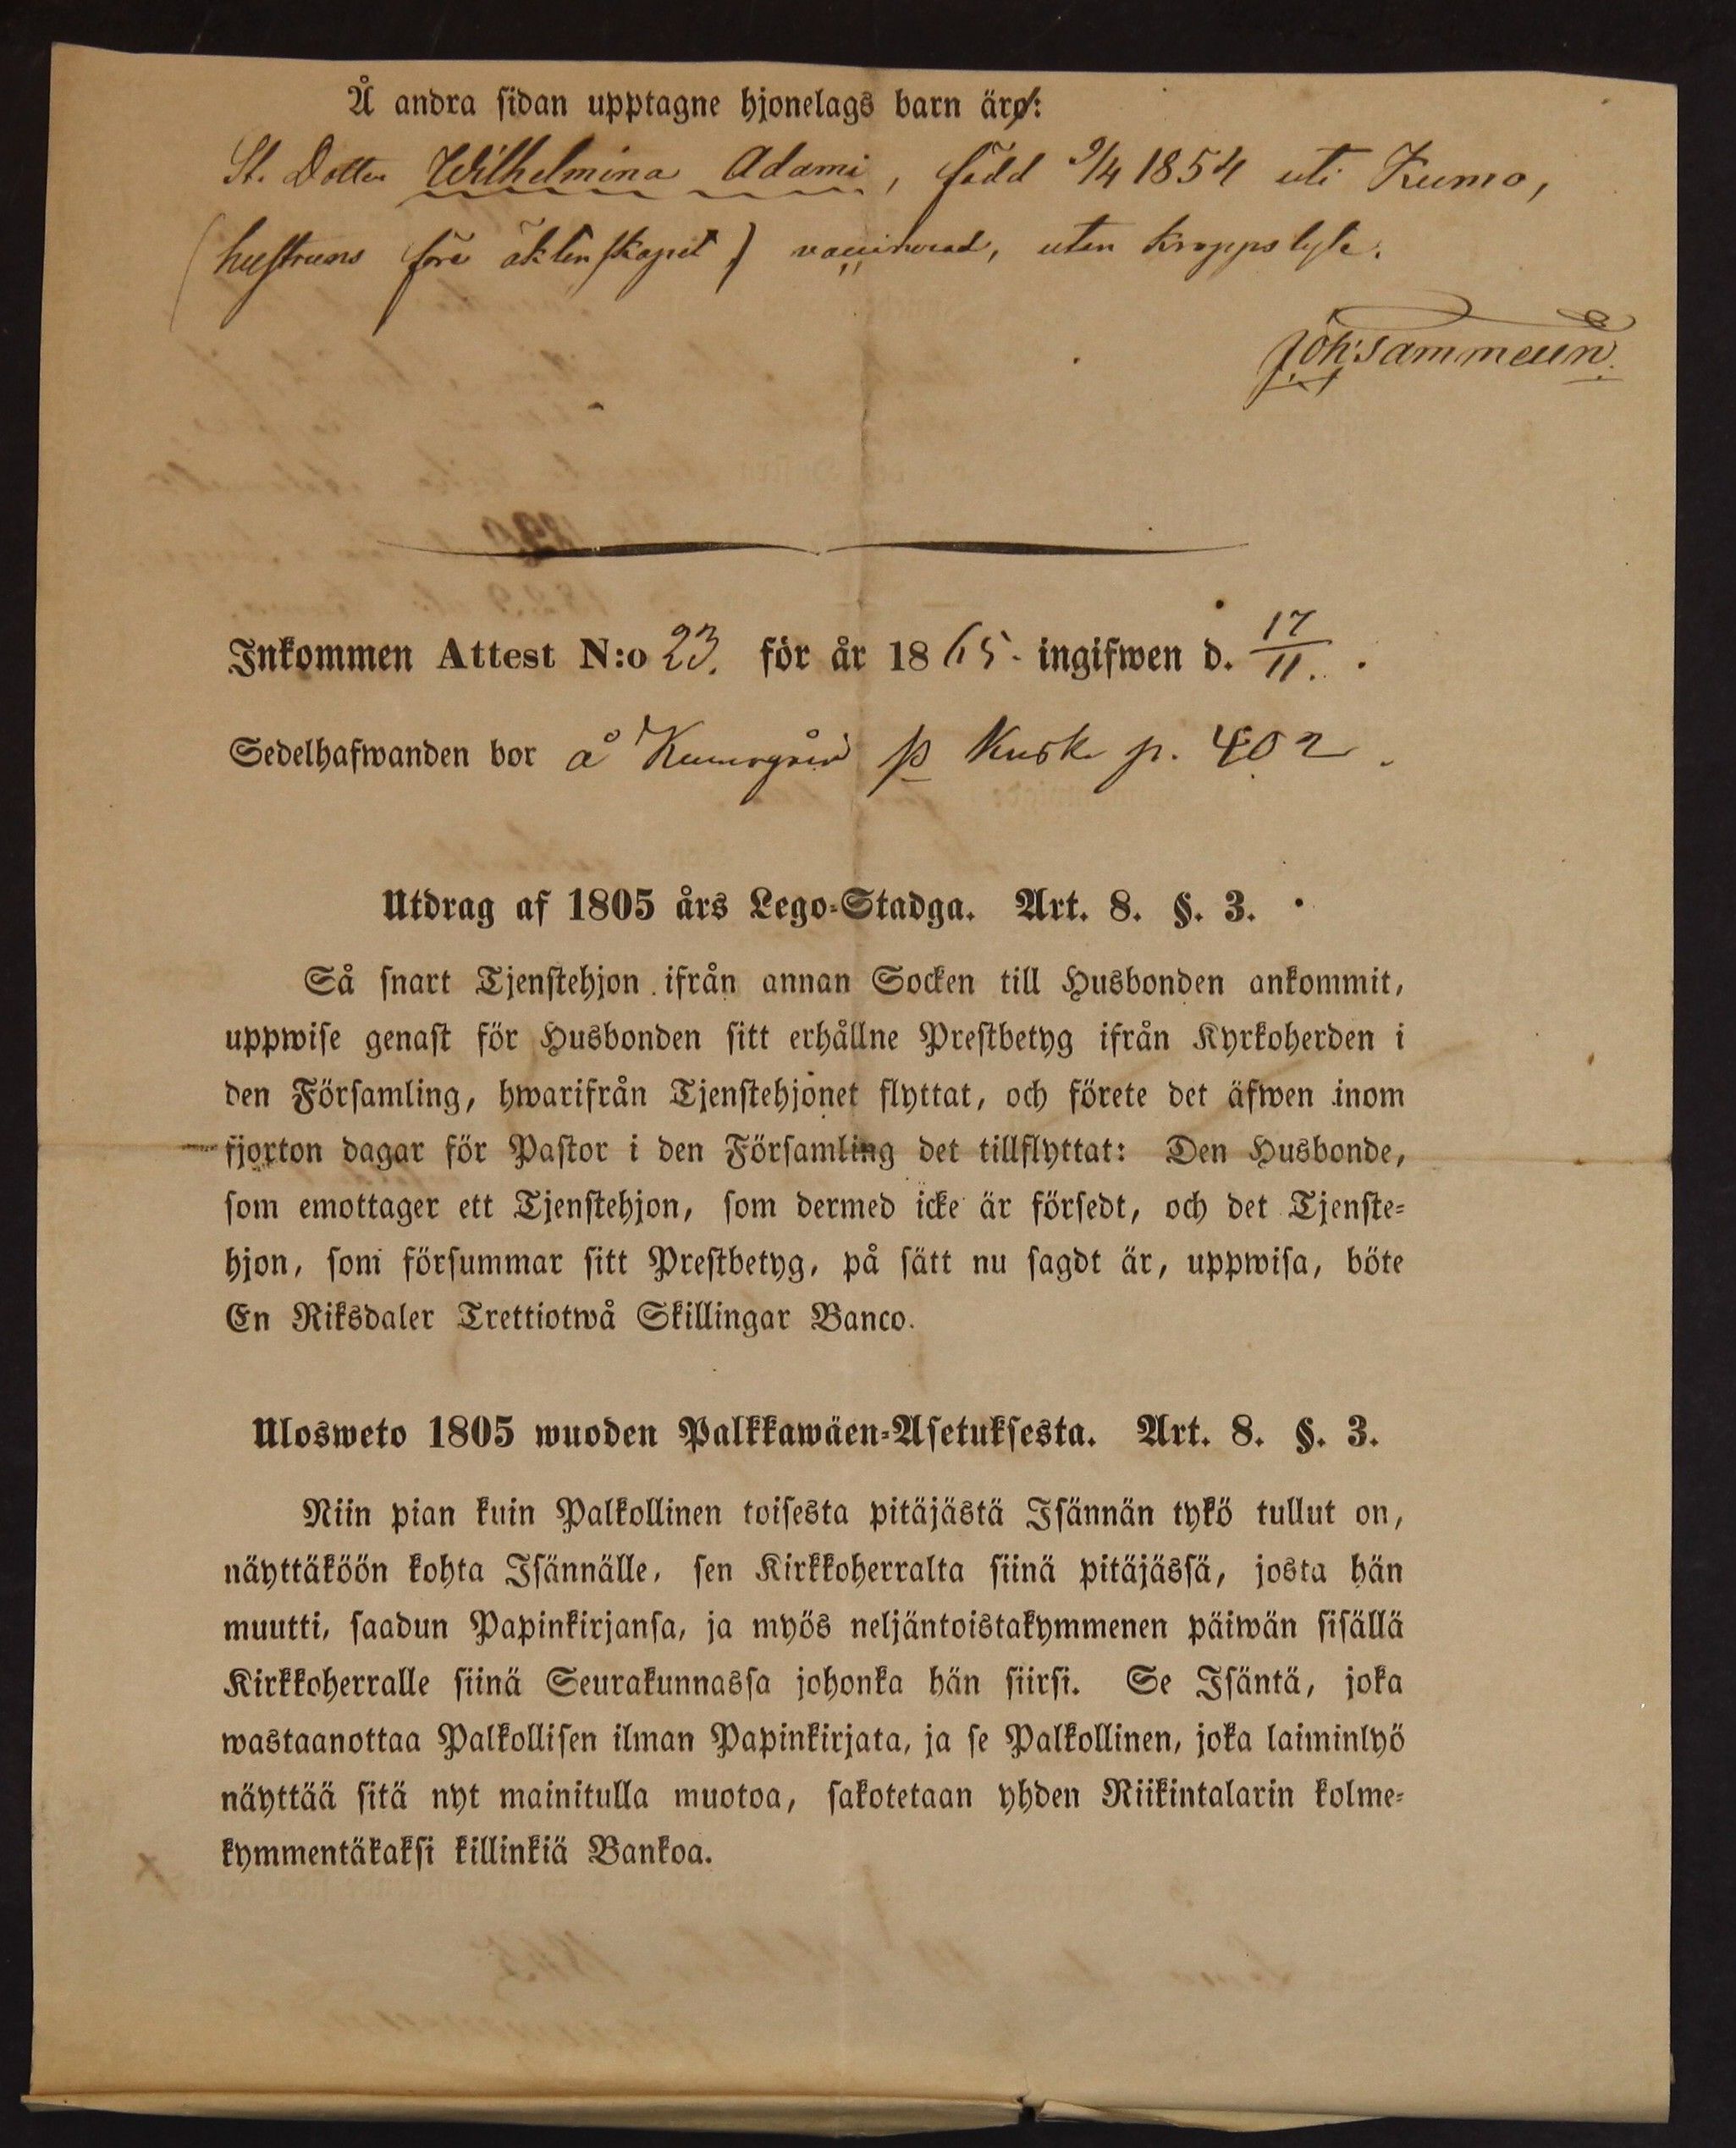 Å andra sidan upptagne hjonelags barn är:
St. Dotter Wilhelmina Adami, född 9/4 1854 uti Kumo,
(hustruns före äktenskapet) vaccinerad, utan kroppslyte.
Joh: Sammeun
Inkommen Attest N:o 23. för år 1865. ingifwen d. 17/11.
Sedelhafwanden bor å Kumogård Kusk p. 402.
Utdrag af 1805 års Lego-Stadga. Art. 8. §. 3.
Så snart Tjenstehjon ifrån annan Socken till Husbonden ankommit,
uppwise genast för Husbonden sitt erhållne Prestbetyg ifrån Kyrkoherden i
den Församling, hwarifrån Tjenstehjonet flyttat, och förete det äfwen inom
fjorton dagar för Pastor i den Församling det tillflyttat: Den Husbonde,
som emottager ett Tjenstehjon, som dermed icke är försedt, och det Tjenste-
hjon, som försummar sitt Prestbetyg, på sätt nu sagdt är, uppwisa, böte
En Riksdaler Trettiotwå Skillingar Banco.
Ulosweto 1805 wuoden Palkkawäen-Asetuksesta. Art. 8. §. 3.
Niin pian kuin Palkollinen toisesta pitäjästä Isännän tykö tullut on,
näyttäköön kohta Isännälle, sen Kirkkoherralta siinä pitäjässä, josta hän
muutti, saadun Papinkirjansa, ja myös neljäntoistakymmenen päiwän sisällä
Kirkkoherralle siinä Seurakunnassa johonka hän siirsi. Se Isäntä, joka
wastaanottaa Palkollisen ilman Papinkirjata, ja se Palkollinen, joka laiminlyö
näyttää sitä nyt mainitulla muotoa, sakotetaan yhden Riikintalarin kolme-
kymmentäkaksi killinkiä Bankoa.